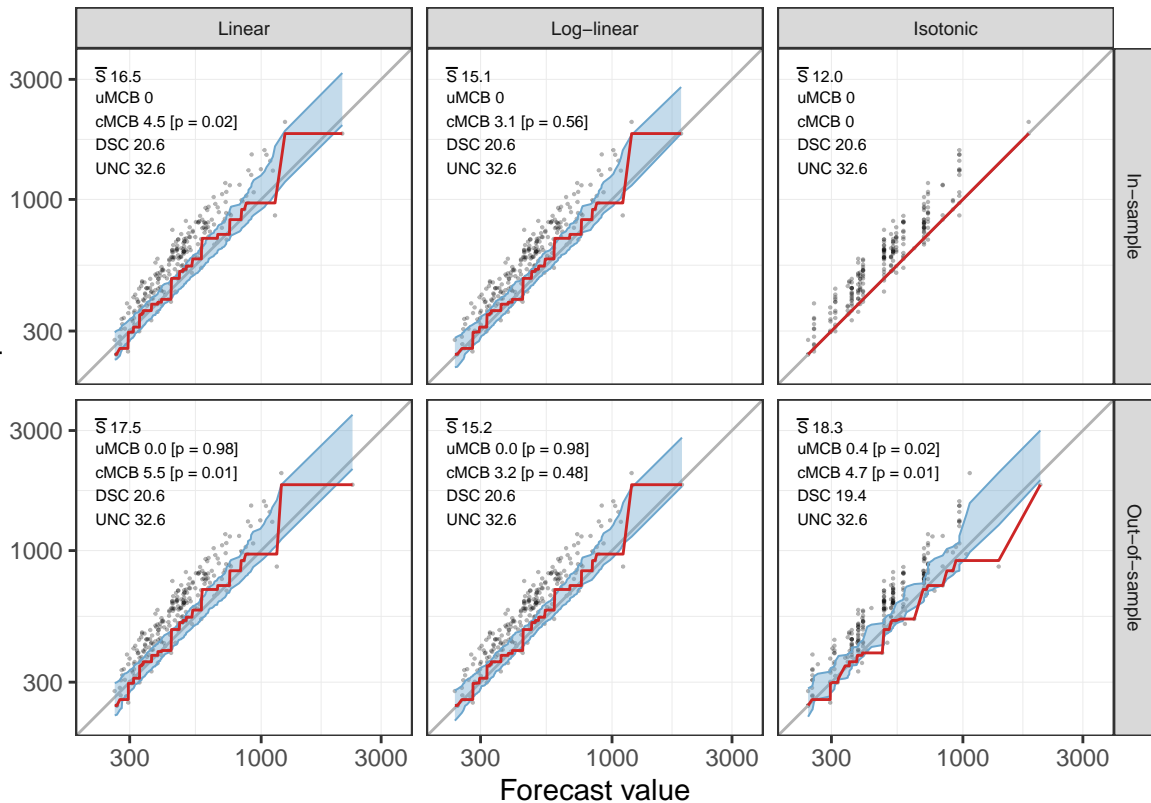 Linear
Log−linear
Isotonic
S 16.5
uMCB 0
cMCB 4.5 [p = 0.02]
DSC 20.6
UNC 32.6
S 15.1
uMCB 0
cMCB 3.1 [p = 0.56]
DSC 20.6
UNC 32.6
S 12.0
uMCB 0
cMCB 0
DSC 20.6
UNC 32.6
3000
1000
300
In−sample
S 17.5
uMCB 0.0 [p = 0.98]
cMCB 5.5 [p = 0.01]
DSC 20.6
UNC 32.6
S 15.2
uMCB 0.0 [p = 0.98]
cMCB 3.2 [p = 0.48]
DSC 20.6
UNC 32.6
S 18.3
uMCB 0.4 [p = 0.02]
cMCB 4.7 [p = 0.01]
DSC 19.4
UNC 32.6
3000
1000
300
Out−of−sample
300 1000 3000 300 1000 3000 300 1000 3000
Forecast value